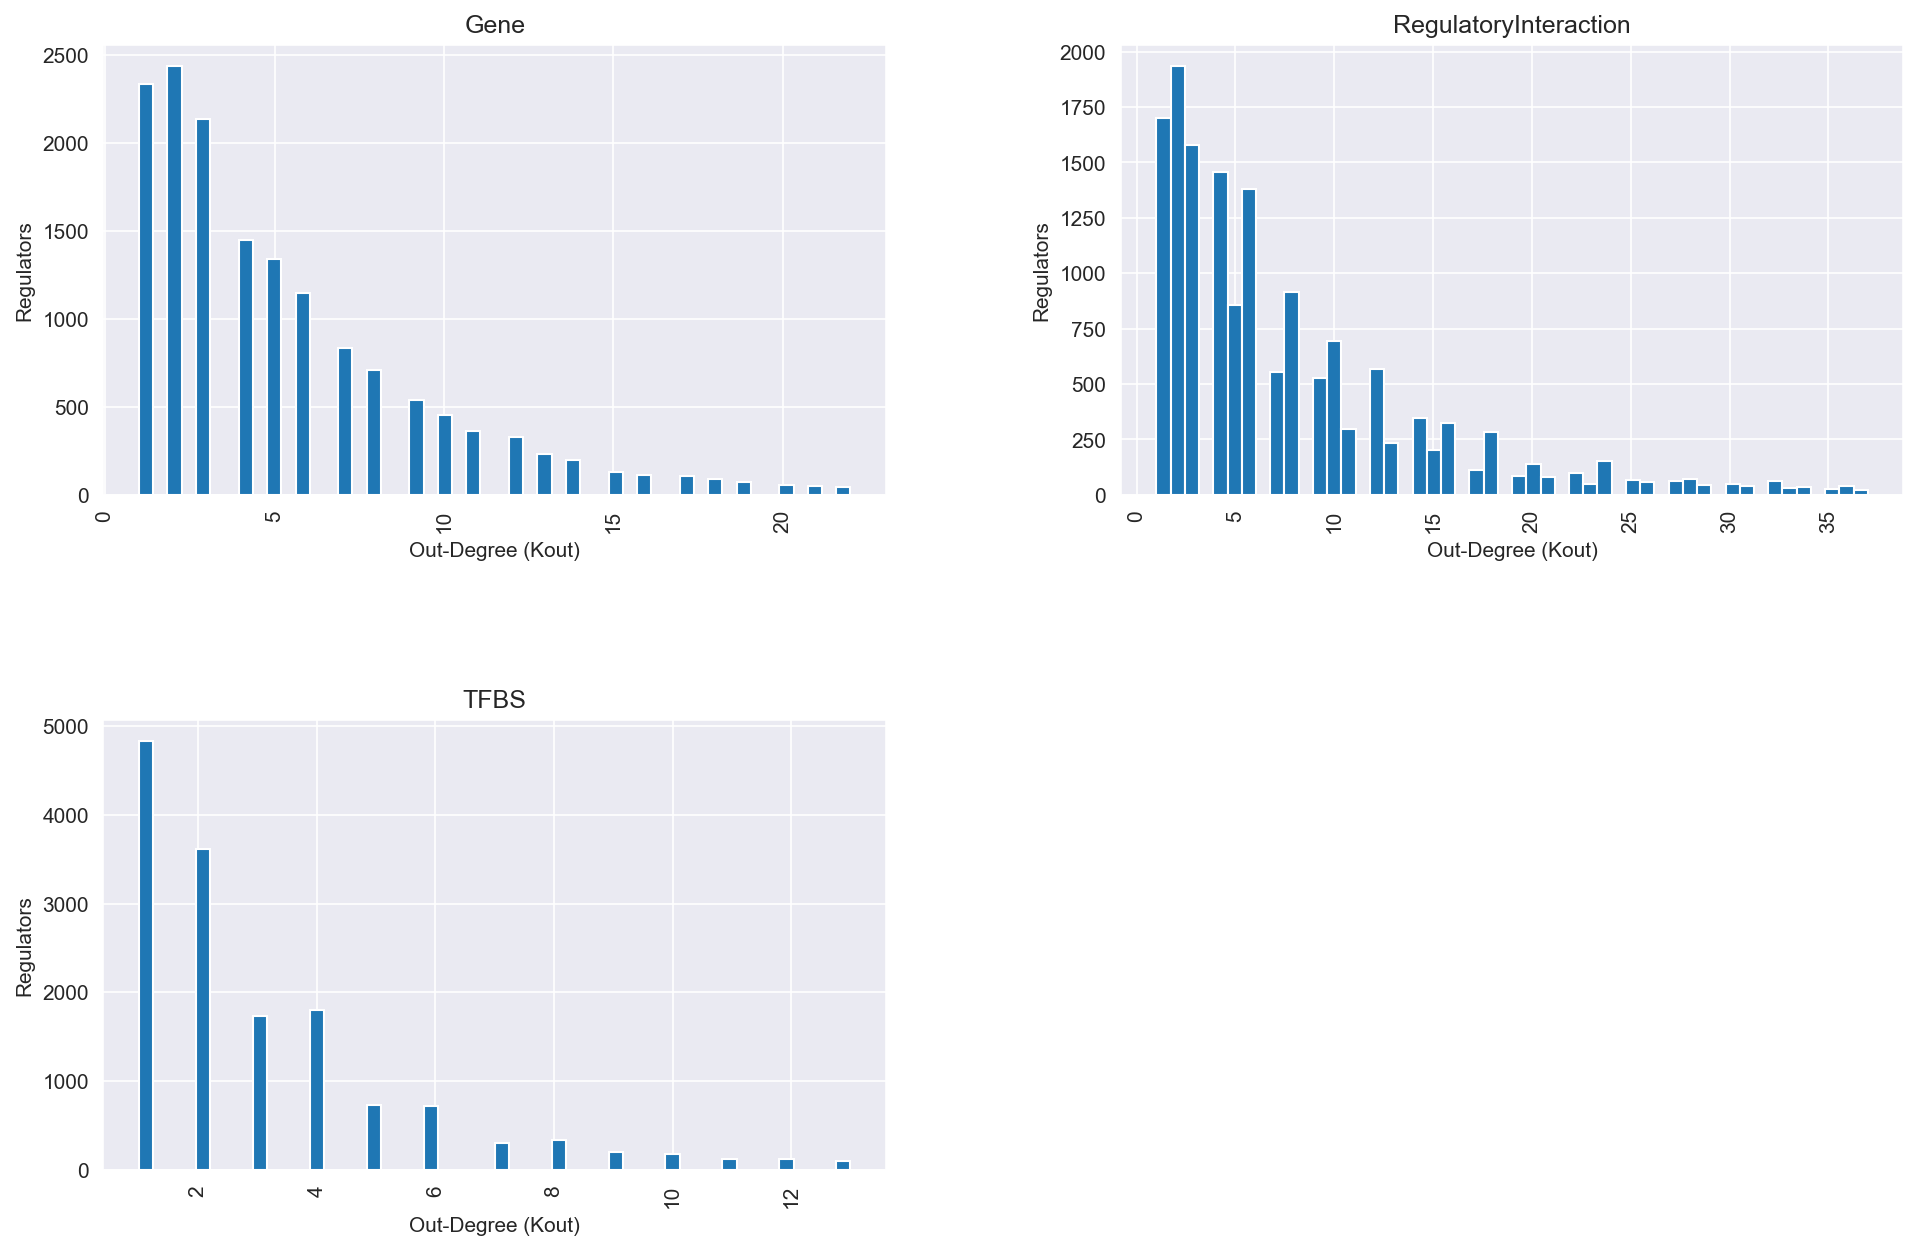 Gene
2500
2000
1500
1000
500
0
Regulators
0 5 10 15 20
Out-Degree (Kout)
RegulatoryInteraction
2000
1750
1500
1250
1000
750
500
250
0
Regulators
0 5 10 15 20 25 30 35
Out-Degree (Kout)
TFBS
5000
4000
3000
2000
1000
0
Regulators
2 4 6 8 10 12
Out-Degree (Kout)